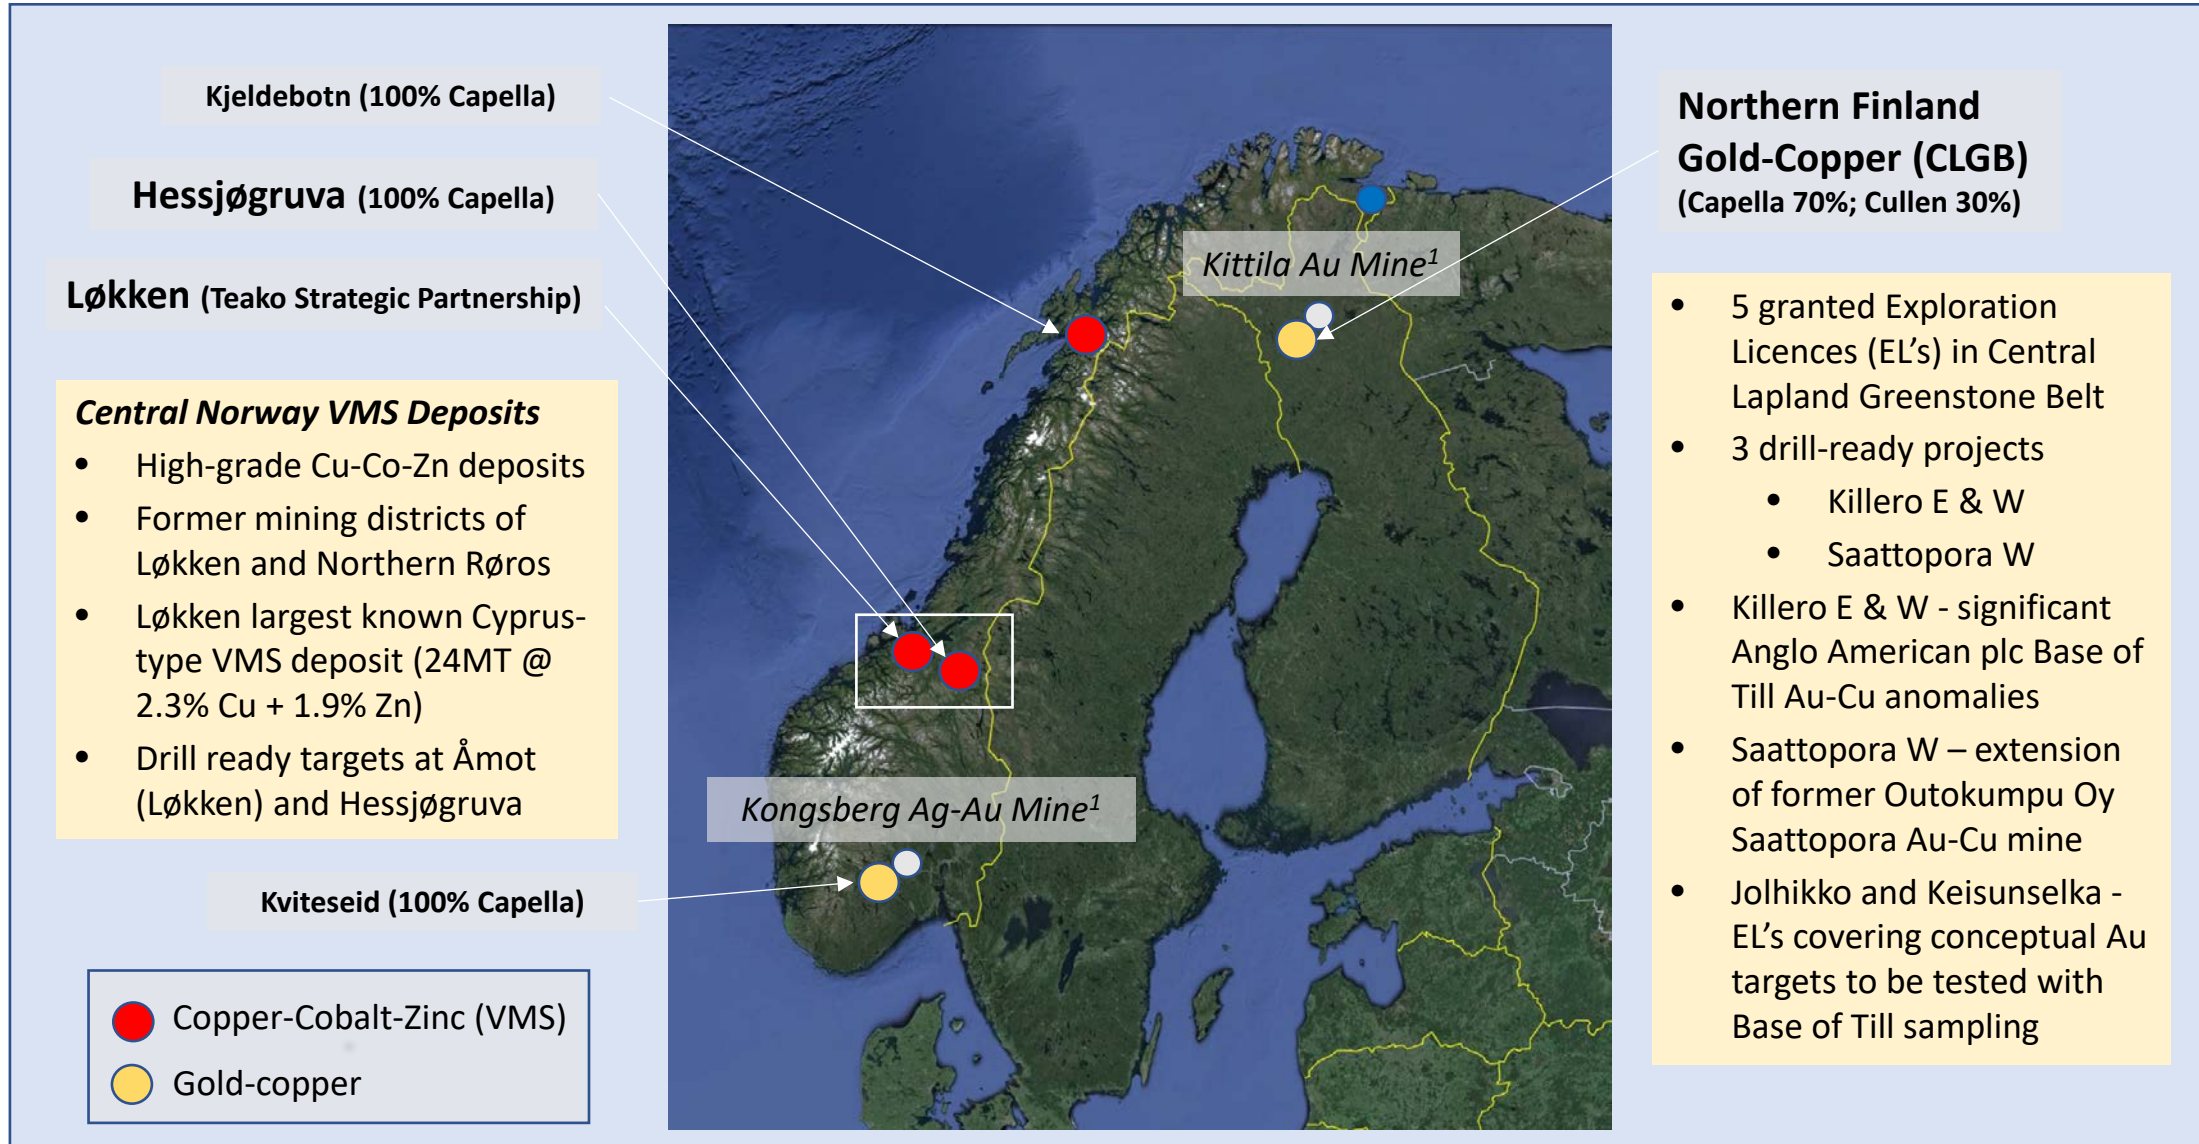 Kjeldebotn (100% Capella)
Hessjøgruva (100% Capella)
Løkken (Teako Strategic Partnership)
Central Norway VMS Deposits
• High-grade Cu-Co-Zn deposits
• Former mining districts of
Løkken and Northern Røros
• Løkken largest known Cyprus-
type VMS deposit (24MT @
2.3% Cu + 1.9% Zn)
• Drill ready targets at Åmot
(Løkken) and Hessjøgruva
Kviteseid (100% Capella)
Copper-Cobalt-Zinc (VMS)
Gold-copper
Kittila Au Mine¹
Kongsberg Ag-Au Mine¹
Northern Finland
Gold-Copper (CLGB)
(Capella 70%; Cullen 30%)
• 5 granted Exploration
Licences (EL’s) in Central
Lapland Greenstone Belt
• 3 drill-ready projects
• Killero E & W
• Saattopora W
• Killero E & W - significant
Anglo American plc Base of
Till Au-Cu anomalies
• Saattopora W – extension
of former Outokumpu Oy
Saattopora Au-Cu mine
• Jolhikko and Keisunselka -
EL’s covering conceptual Au
targets to be tested with
Base of Till sampling